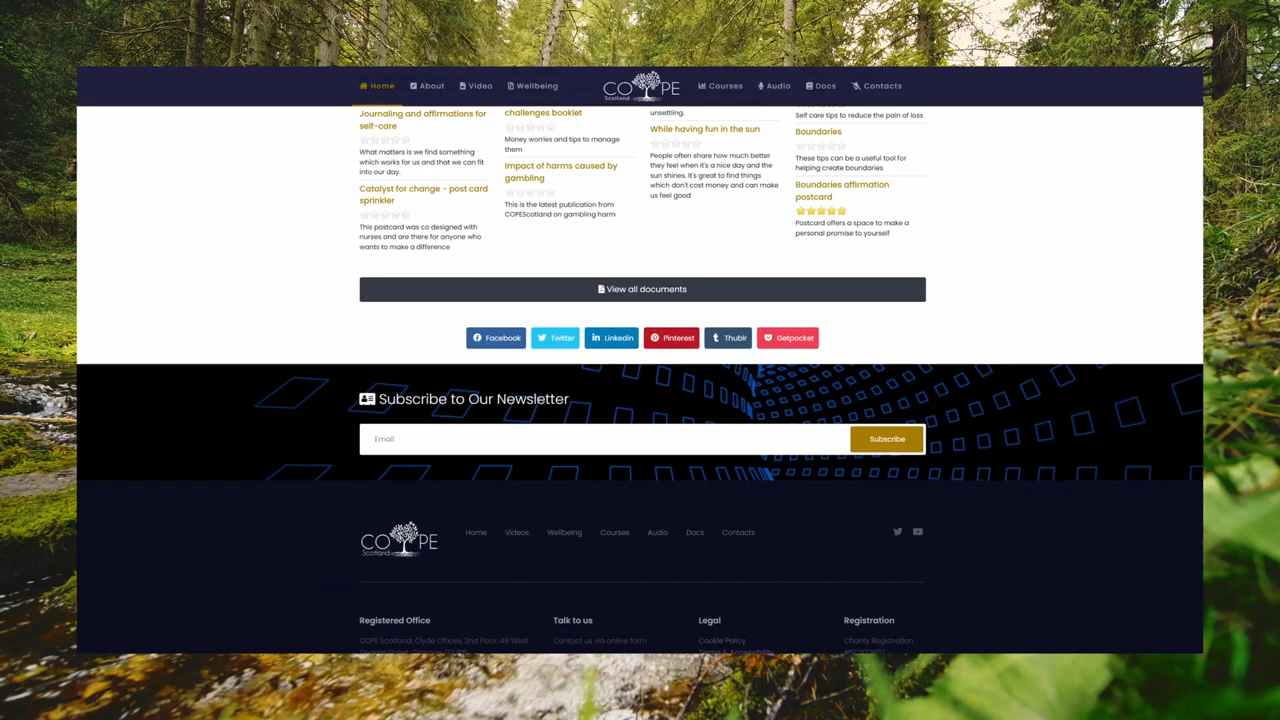 Home About Video Wellbeing COPE Scotland Courses Audio Docs Contacts
Journaling and affirmations for
self-care
What matters is we find something
which works for us and that we can fit
into our day.
Catalyst for change - post card
sprinkler
This postcard was co designed with
nurses and are there for anyone who
wants to make a difference
challenges booklet
Money worries and tips to manage
them
Impact of harms caused by
gambling
This is the latest publication from
COPEScotland on gambling harm
unsettling.
While having fun in the sun
People often share how much better
they feel when it's a nice day and the
sun shines. It's great to find things
which don't cost money and can make
us feel good
Self care tips to reduce the pain of loss
Boundaries
These tips can be a useful tool for
helping create boundaries
Boundaries affirmation
postcard
Postcard offers a space to make a
personal promise to yourself
View all documents
Facebook Twitter Linkedin Pinterest Thublr Getpocket
Subscribe to Our Newsletter
Email Subscribe
COPE Scotland Home Videos Wellbeing Courses Audio Docs Contacts
Registered Office
COPE Scotland, Clyde Offices, 2nd Floor, 48 West
Talk to us
Contact us via online form
Legal
Cookie Policy
Terms & Accessibility
Registration
Charity Registration: